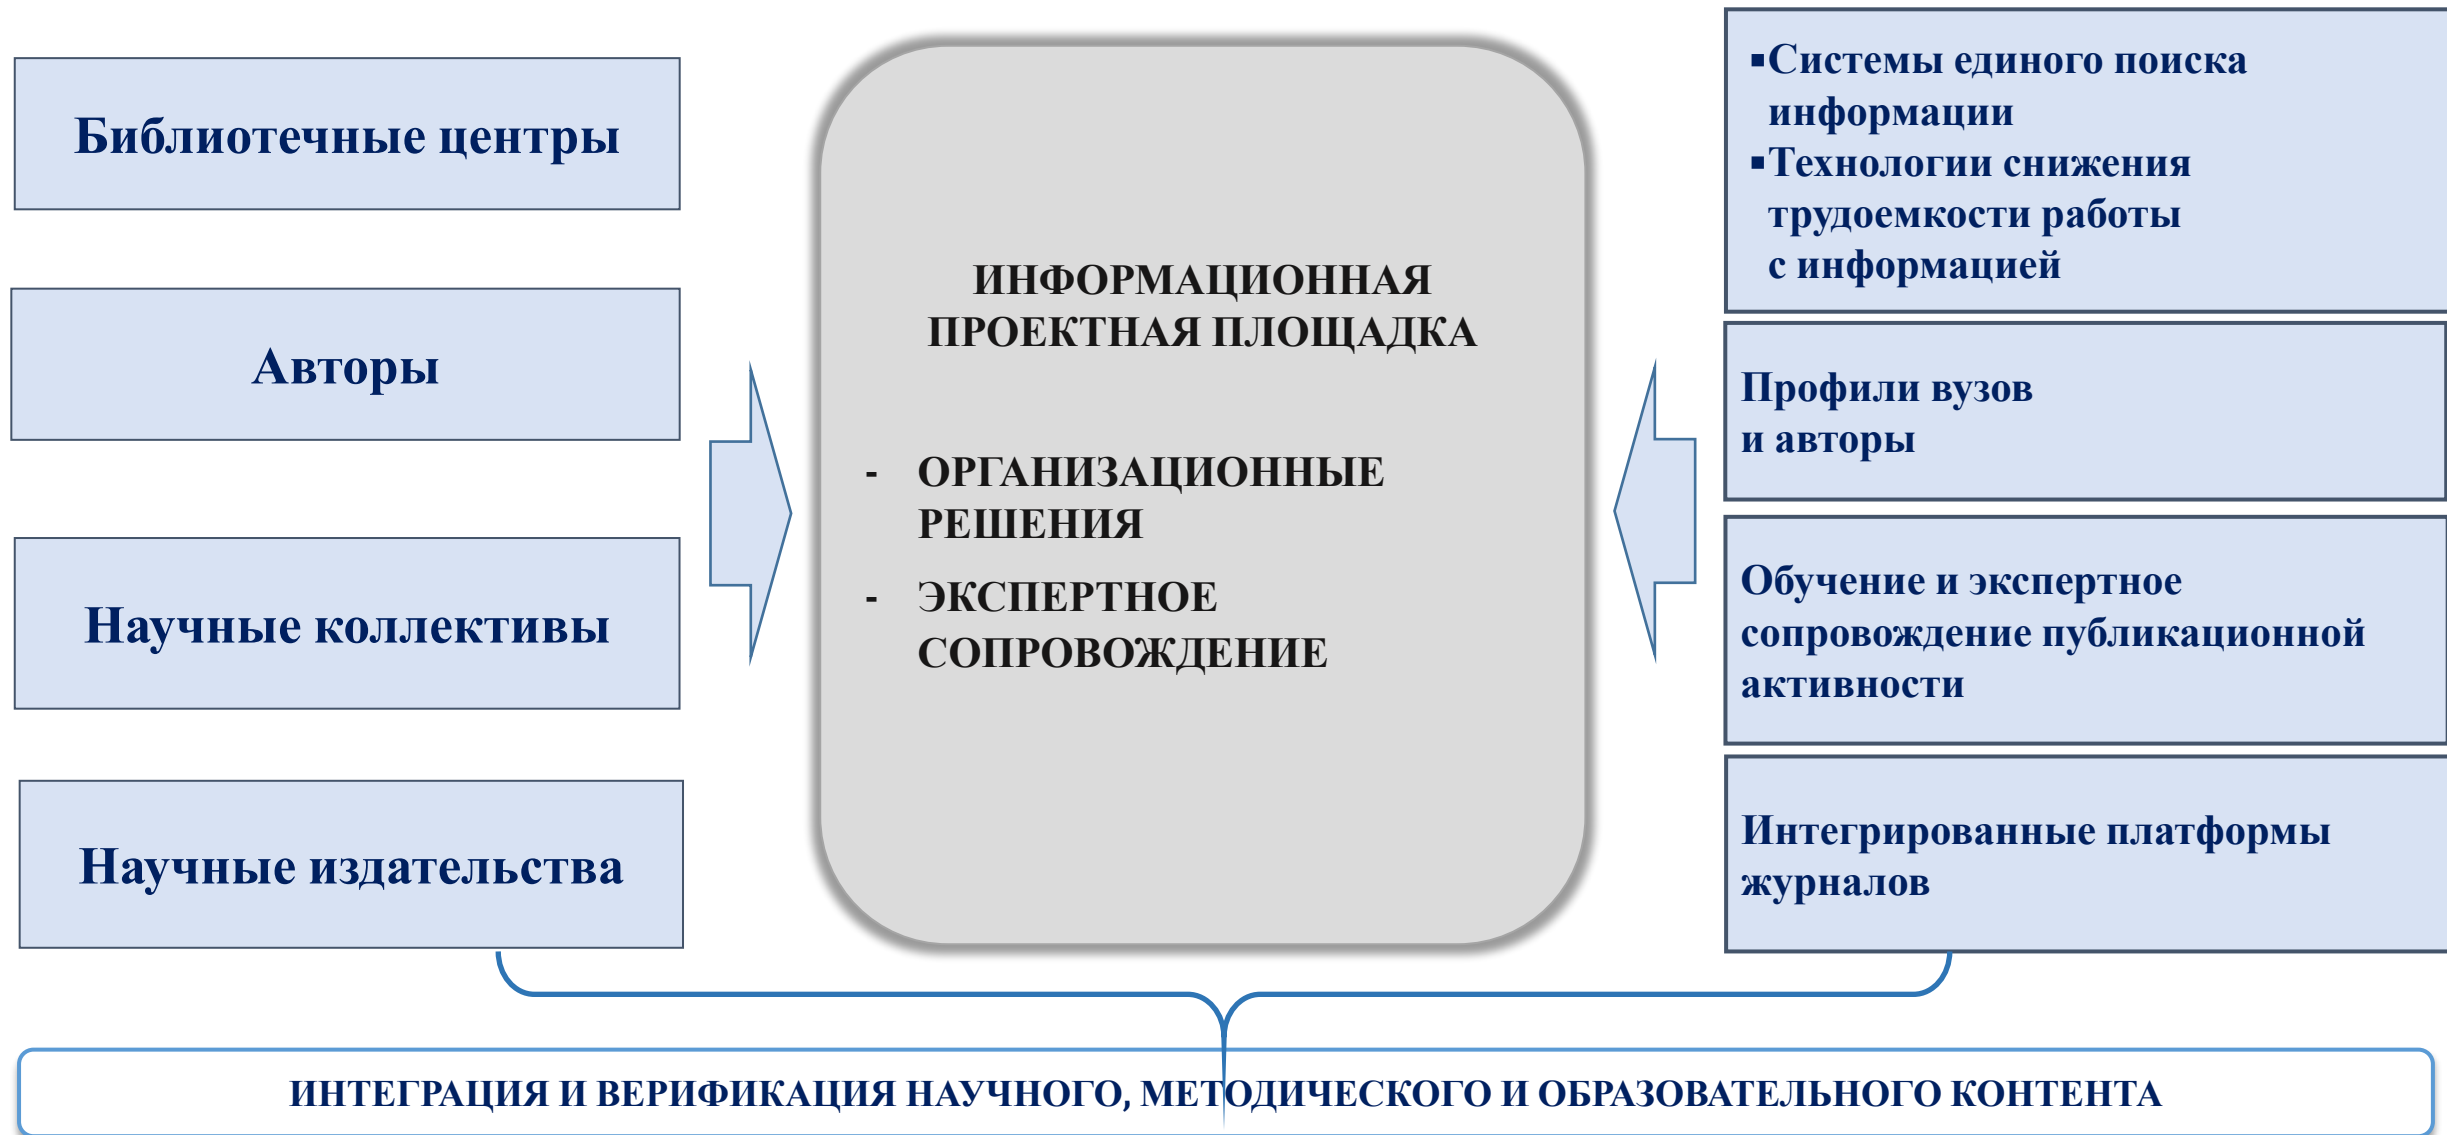 Библиотечные центры
Авторы
Научные коллективы
Научные издательства
ИНФОРМАЦИОННАЯ
ПРОЕКТНАЯ ПЛОЩАДКА
- ОРГАНИЗАЦИОННЫЕ
РЕШЕНИЯ
- ЭКСПЕРТНОЕ
СОПРОВОЖДЕНИЕ
▪Системы единого поиска
информации
▪Технологии снижения
трудоемкости работы
с информацией
Профили вузов
и авторы
Обучение и экспертное
сопровождение публикационной
активности
Интегрированные платформы
журналов
ИНТЕГРАЦИЯ И ВЕРИФИКАЦИЯ НАУЧНОГО, МЕТОДИЧЕСКОГО И ОБРАЗОВАТЕЛЬНОГО КОНТЕНТА